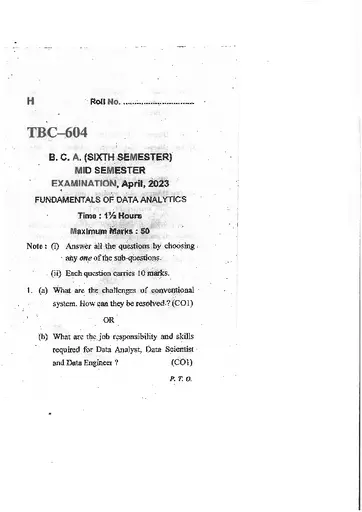 H Roll No. ..............................
TBC–604
B. C. A. (SIXTH SEMESTER)
MID SEMESTER
EXAMINATION, April, 2023
FUNDAMENTALS OF DATA ANALYTICS
Time : 1½ Hours
Maximum Marks : 50
Note : (i) Answer all the questions by choosing
any one of the sub-questions.
(ii) Each question carries 10 marks.
1. (a) What are the challenges of conventional
system. How can they be resolved ? (CO1)
OR
(b) What are the job responsibility and skills
required for Data Analyst, Data Scientist
and Data Engineer ? (CO1)
P. T. O.